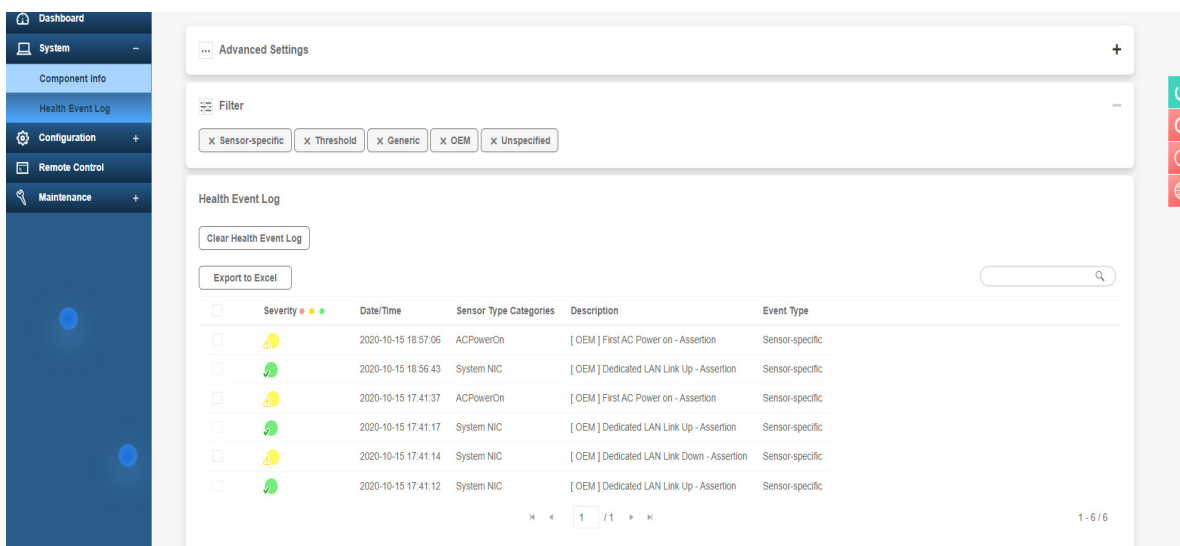 Dashboard
System −
Component Info
Health Event Log
Configuration +
Remote Control
Maintenance +
... Advanced Settings +
Filter −
X Sensor-specific X Threshold X Generic X OEM X Unspecified
Health Event Log
Clear Health Event Log
Export to Excel
Severity Date/Time Sensor Type Categories Description Event Type
2020-10-15 18:57:06 ACPowerOn [ OEM ] First AC Power on - Assertion Sensor-specific
2020-10-15 18:56:43 System NIC [ OEM ] Dedicated LAN Link Up - Assertion Sensor-specific
2020-10-15 17:41:37 ACPowerOn [ OEM ] First AC Power on - Assertion Sensor-specific
2020-10-15 17:41:17 System NIC [ OEM ] Dedicated LAN Link Up - Assertion Sensor-specific
2020-10-15 17:41:14 System NIC [ OEM ] Dedicated LAN Link Down - Assertion Sensor-specific
2020-10-15 17:41:12 System NIC [ OEM ] Dedicated LAN Link Up - Assertion Sensor-specific
1 / 1 1 - 6 / 6